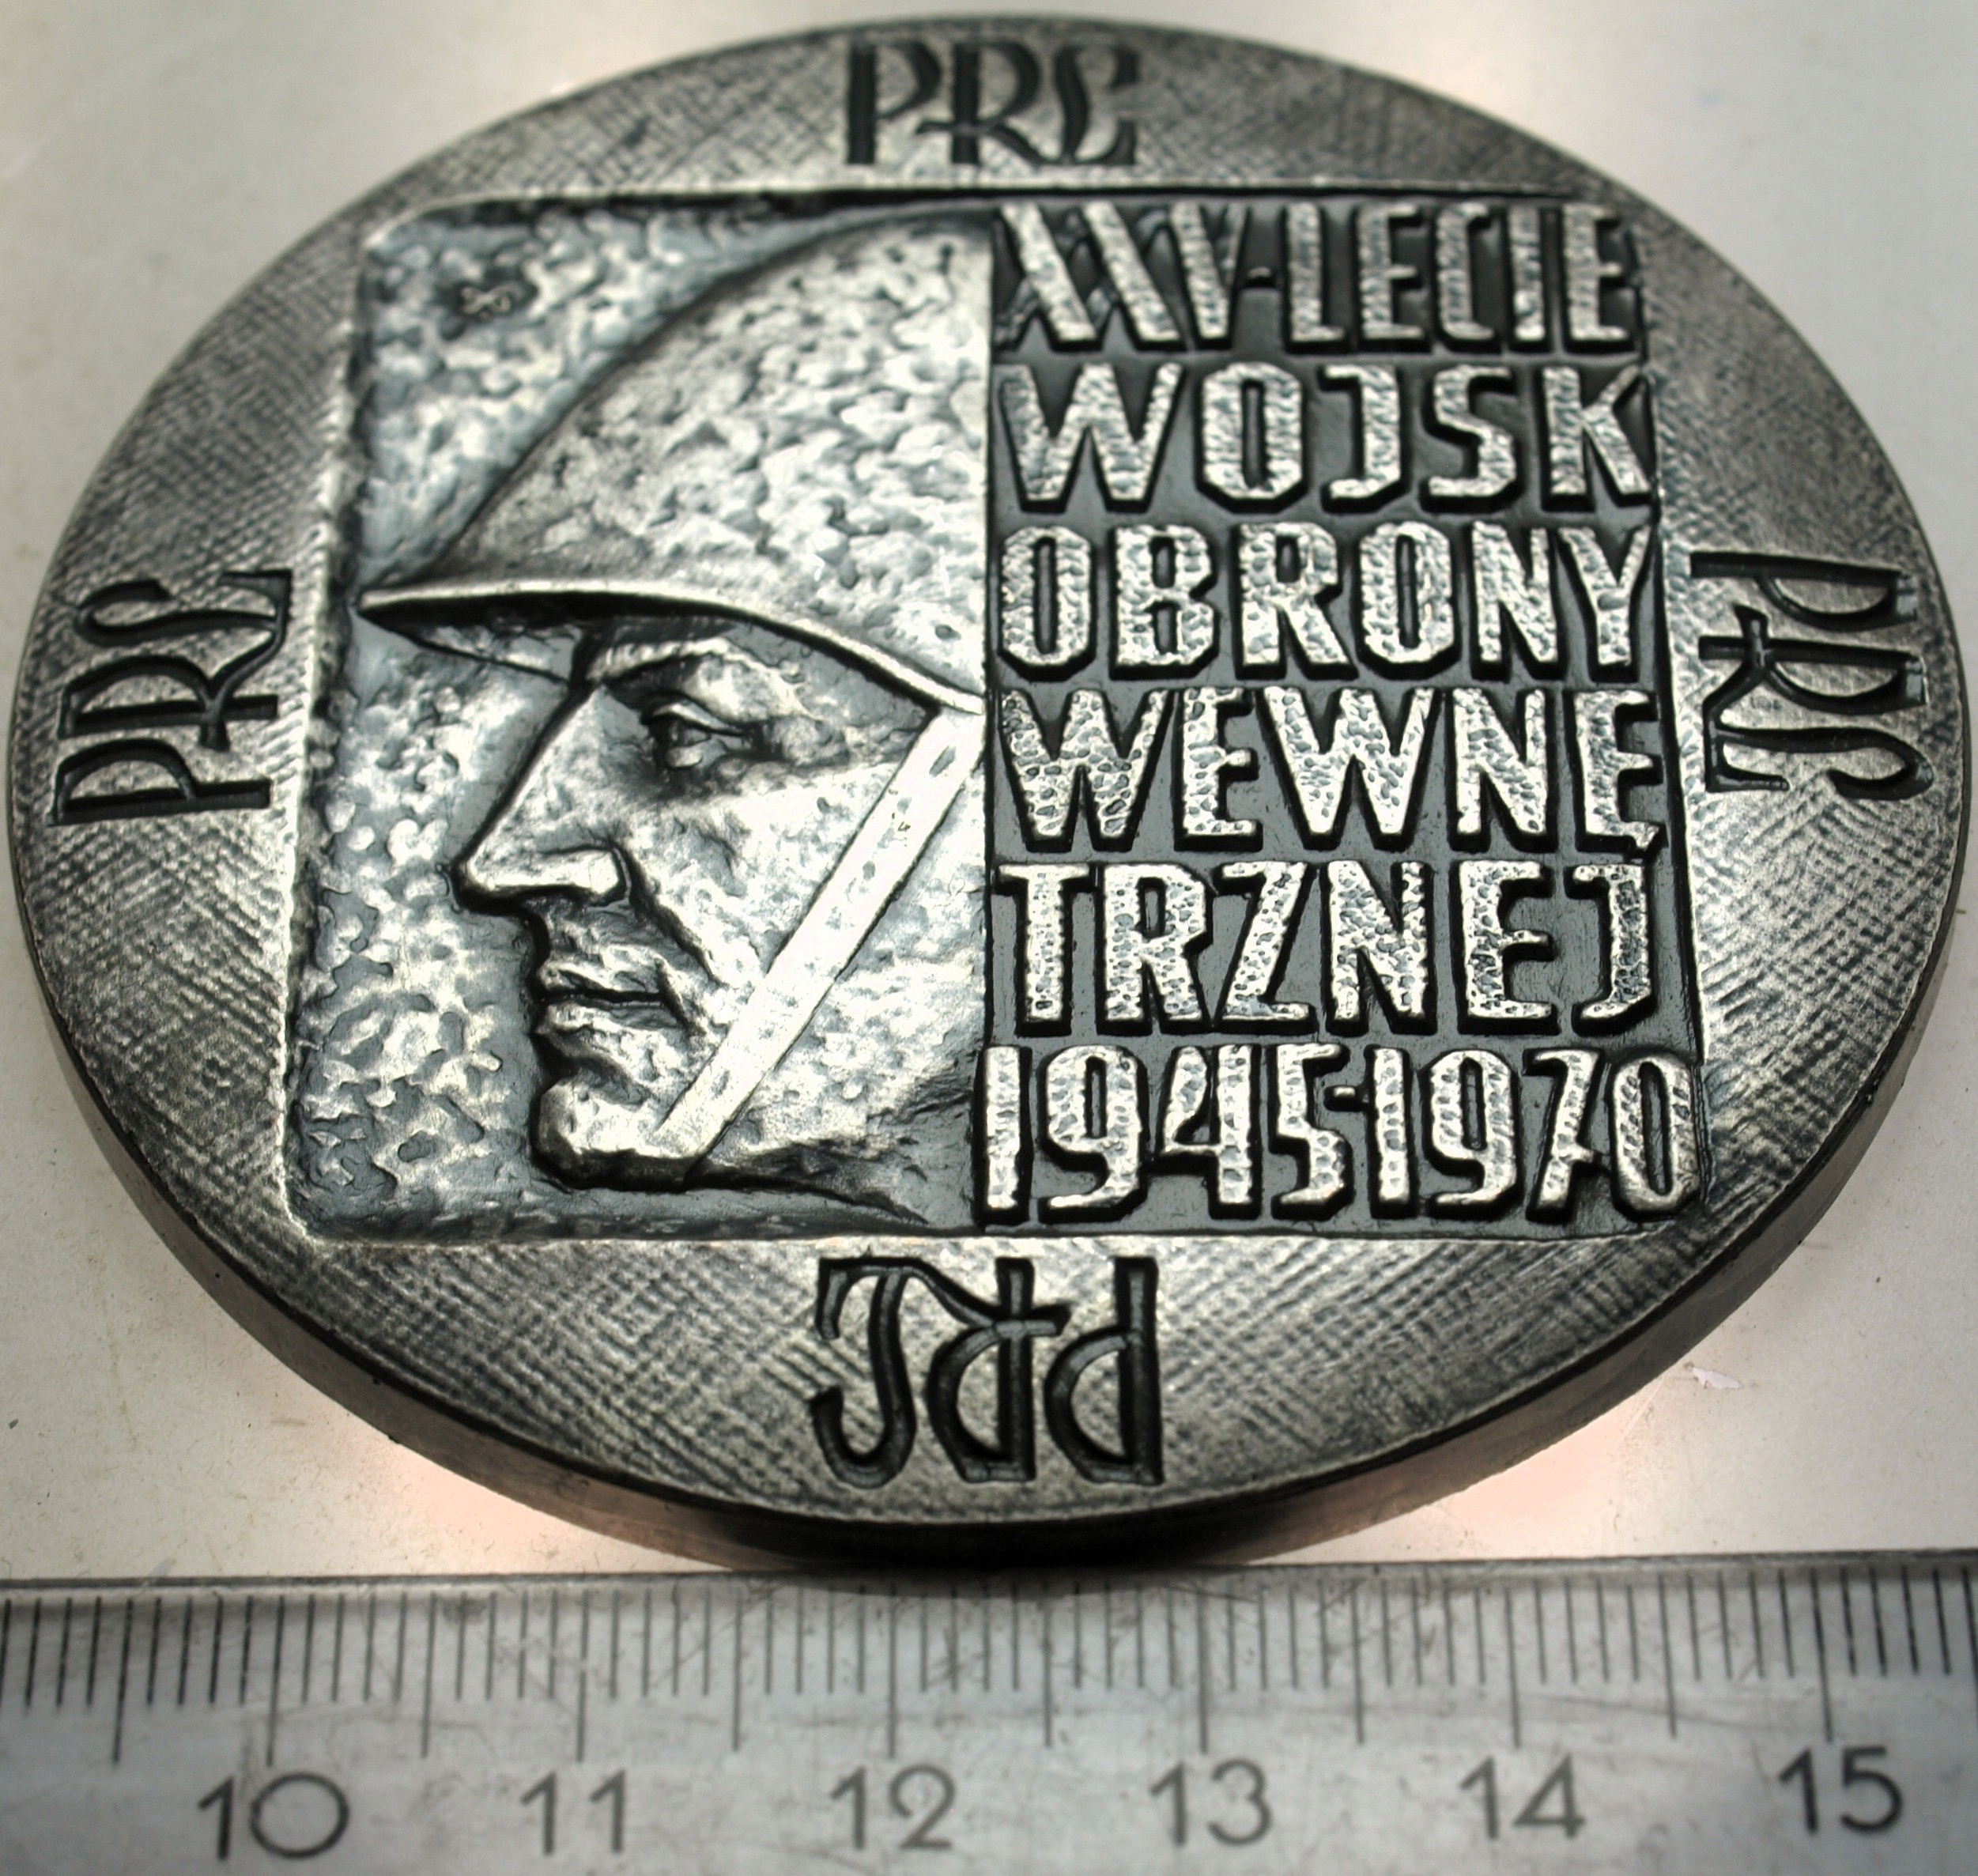 PRL
XXV-LECIE
WOJSK
OBRONY
WEWNĘ
TRZNEJ
1945-1970
PRL
PRL
PRL
10 11 12 13 14 15